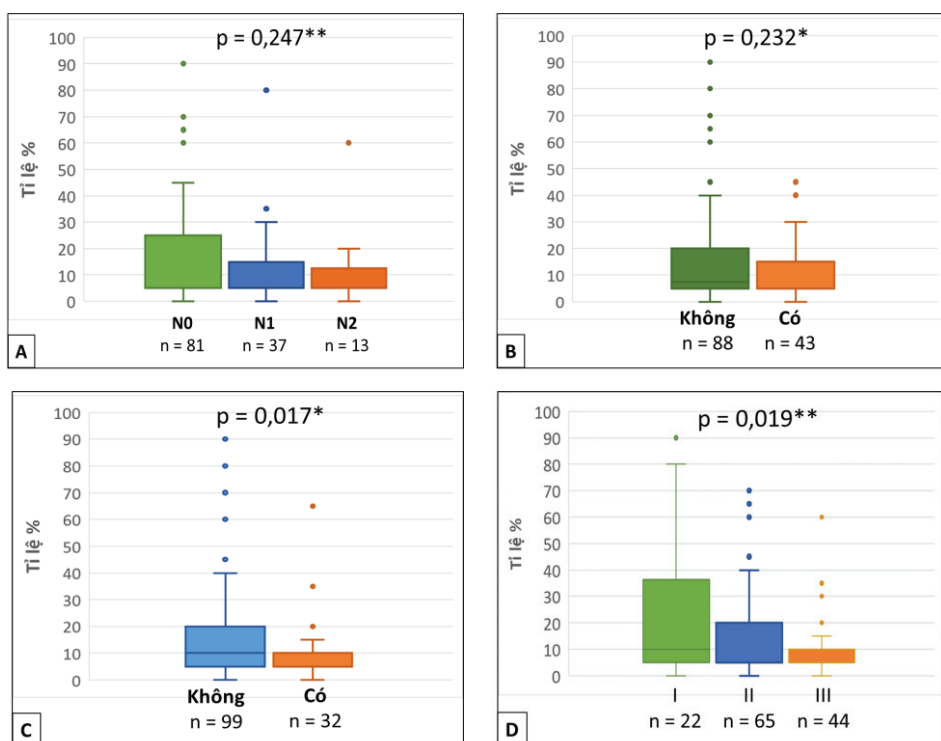 p = 0,247**
100
90
80
70
60
50
40
30
20
10
0
Tỉ lệ %
N0 N1 N2
n = 81 n = 37 n = 13
A
p = 0,232*
100
90
80
70
60
50
40
30
20
10
0
Tỉ lệ %
Không Có
n = 88 n = 43
B
p = 0,017*
100
90
80
70
60
50
40
30
20
10
0
Tỉ lệ %
Không Có
n = 99 n = 32
C
p = 0,019**
100
90
80
70
60
50
40
30
20
10
0
Tỉ lệ %
I II III
n = 22 n = 65 n = 44
D